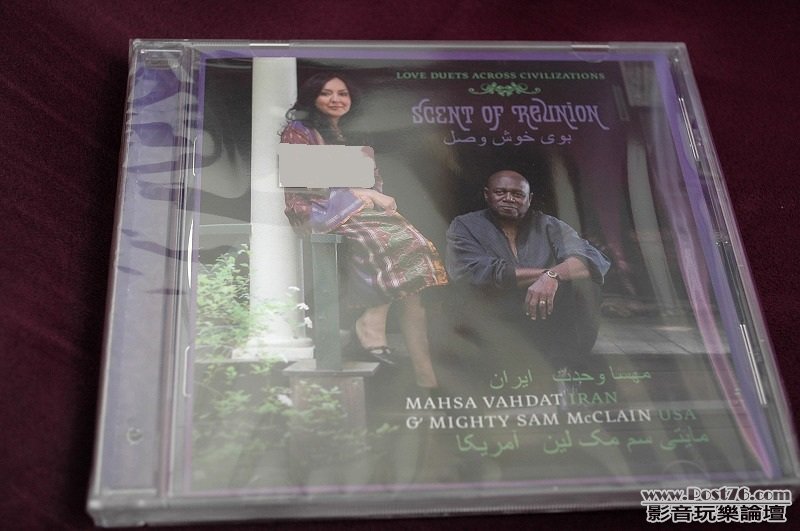 LOVE DUETS ACROSS CIVILIZATIONS
SCENT OF REUNION
بوی خوش وصل
مهسا وحدت ایران
MAHSA VAHDAT IRAN
& MIGHTY SAM McCLAIN USA
مایتی سم مک لین آمریکا
www.Post76.com
影音玩樂論壇